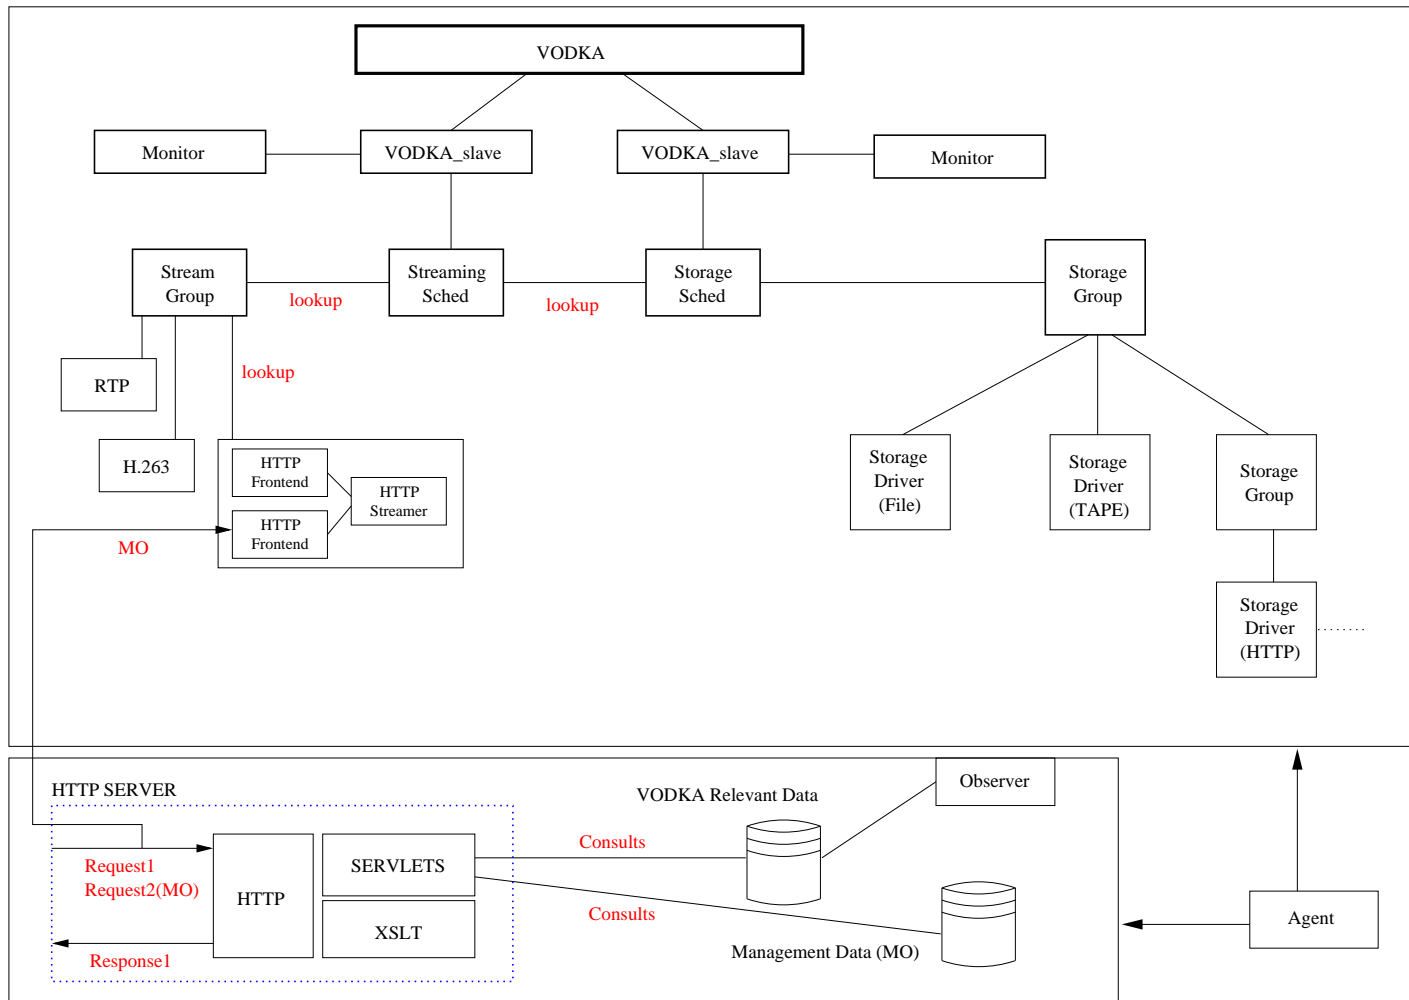 VODKA
Monitor
VODKA_slave
VODKA_slave
Monitor
Stream
Group
lookup
Streaming
Sched
lookup
Storage
Sched
Storage
Group
RTP
lookup
H.263
HTTP
Frontend
HTTP
Streamer
HTTP
Frontend
MO
Storage
Driver
(File)
Storage
Driver
(TAPE)
Storage
Group
Storage
Driver
(HTTP)
HTTP SERVER
Request1
Request2(MO)
Response1
HTTP
SERVLETS
XSLT
Consults
Consults
VODKA Relevant Data
Management Data (MO)
Observer
Agent